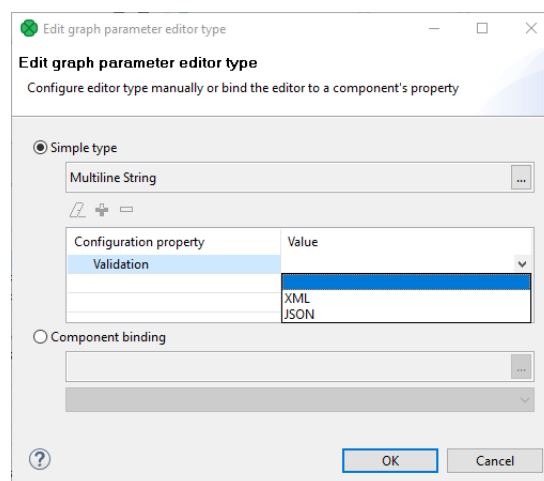 Edit graph parameter editor type
Edit graph parameter editor type
Configure editor type manually or bind the editor to a component's property
Simple type
Multiline String
...
Configuration property Value
Validation
XML
JSON
Component binding
...
? OK Cancel